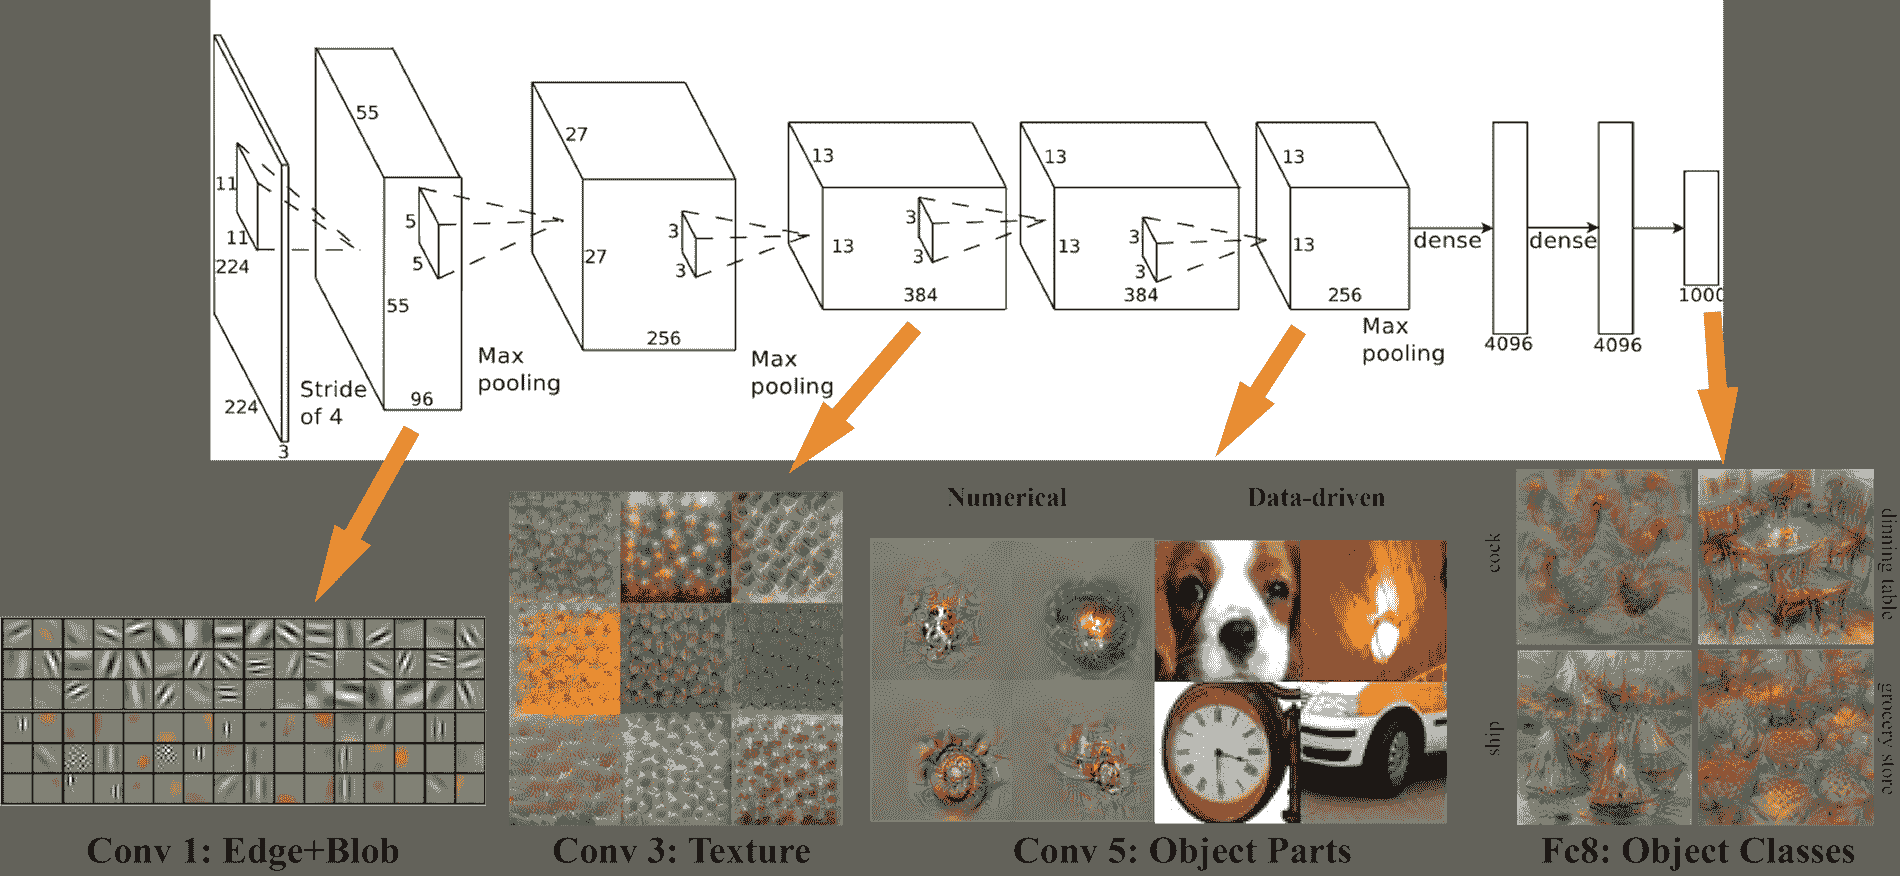 11
11
224
224
3
Stride
of 4
55
55
5
5
96
Max
pooling
27
27
3
3
256
Max
pooling
13
13
3
3
384
13
13
3
3
384
13
13
256
Max
pooling
dense
4096
dense
4096
1000
Numerical
Data-driven
cock
ship
dinning table
grocery store
Conv 1: Edge+Blob
Conv 3: Texture
Conv 5: Object Parts
Fc8: Object Classes